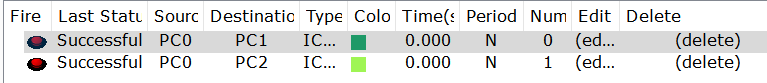 Fire Last Statu Sourc Destination Type Colo Time(s Period Num Edit Delete
Successful PC0 PC1 IC... 0.000 N 0 (ed... (delete)
Successful PC0 PC2 IC... 0.000 N 1 (ed... (delete)